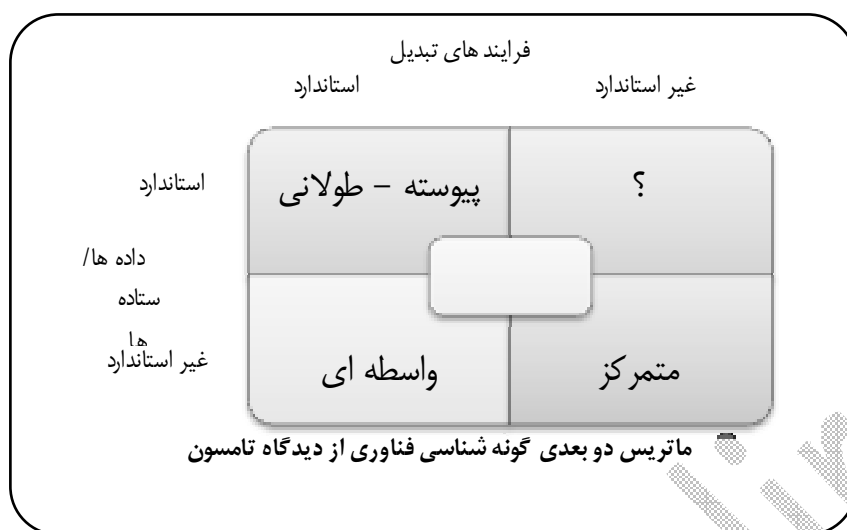 فرایند های تبدیل
استاندارد غیر استاندارد
استاندارد
پیوسته – طولانی
؟
داده ها/
ستاده
ها
غیر استاندارد
واسطه ای
متمرکز
ماتریس دو بعدی گونه شناسی فناوری از دیدگاه تامسون